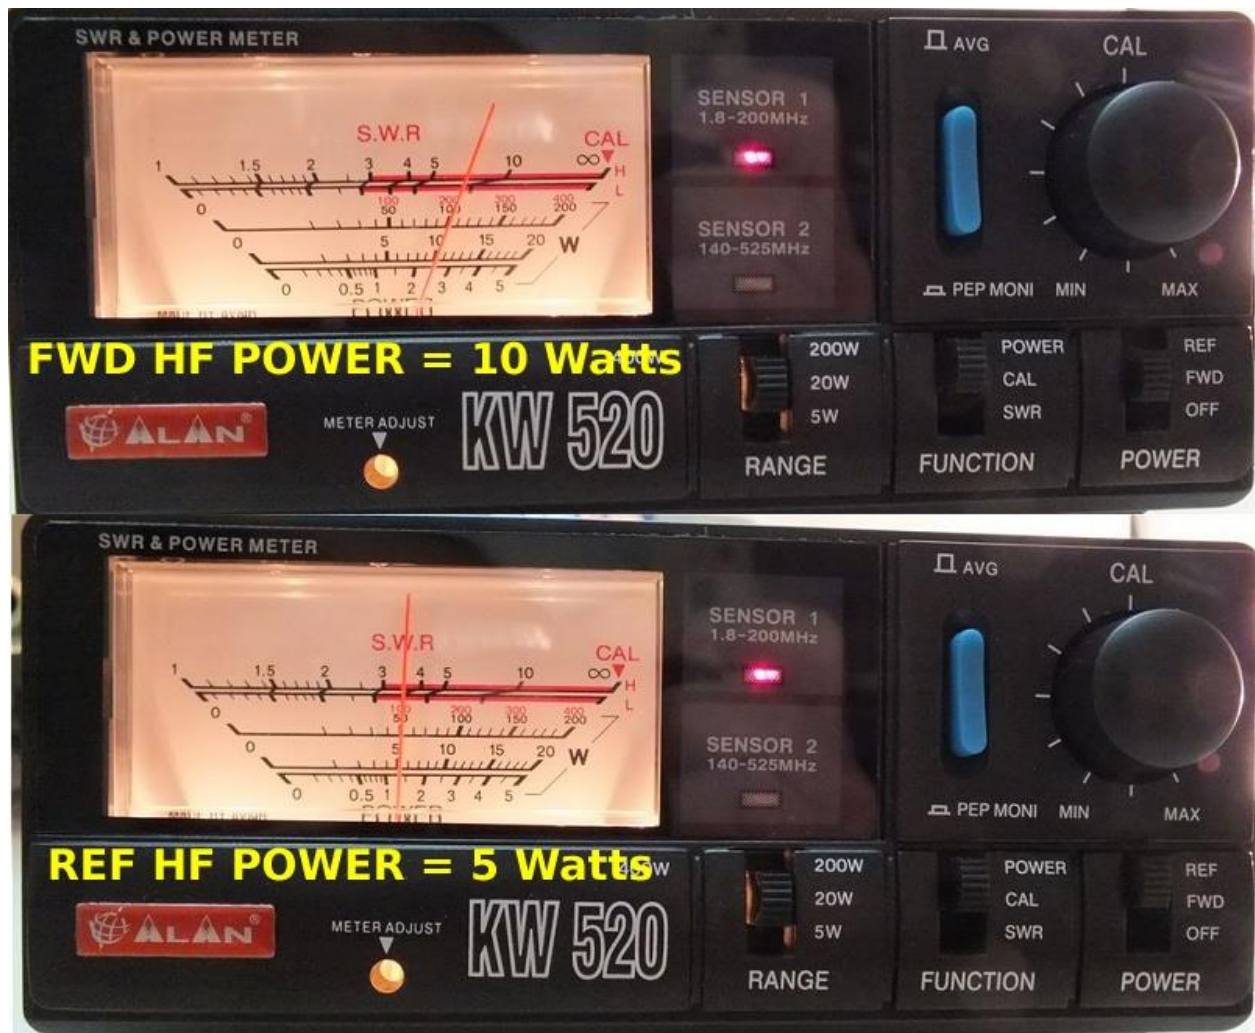 SWR & POWER METER
S.W.R
CAL
1 1.5 2 3 4 5 10 ∞ H
L
100 200 300 400
0 50 100 150 200
0 5 10 15 20 W
0 0.5 1 2 3 4 5
POWER
SENSOR 1
1.8-200MHz
SENSOR 2
140-525MHz
AVG
CAL
PEP MONI MIN MAX
FWD HF POWER = 10 Watts
400W
200W
20W
5W
RANGE
POWER
CAL
SWR
FUNCTION
REF
FWD
OFF
POWER
ALAN®
METER ADJUST
KW 520
SWR & POWER METER
S.W.R
CAL
1 1.5 2 3 4 5 10 ∞ H
L
100 200 300 400
0 50 100 150 200
0 5 10 15 20 W
0 0.5 1 2 3 4 5
POWER
SENSOR 1
1.8-200MHz
SENSOR 2
140-525MHz
AVG
CAL
PEP MONI MIN MAX
REF HF POWER = 5 Watts
400W
200W
20W
5W
RANGE
POWER
CAL
SWR
FUNCTION
REF
FWD
OFF
POWER
ALAN®
METER ADJUST
KW 520